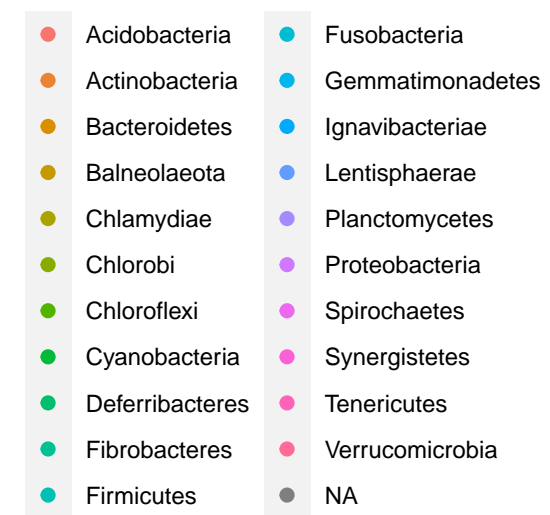 Acidobacteria
Actinobacteria
Bacteroidetes
Balneolaeota
Chlamydiae
Chlorobi
Chloroflexi
Cyanobacteria
Deferribacteres
Fibrobacteres
Firmicutes
Fusobacteria
Gemmatimonadetes
Ignavibacteriae
Lentisphaerae
Planctomycetes
Proteobacteria
Spirochaetes
Synergistetes
Tenericutes
Verrucomicrobia
NA